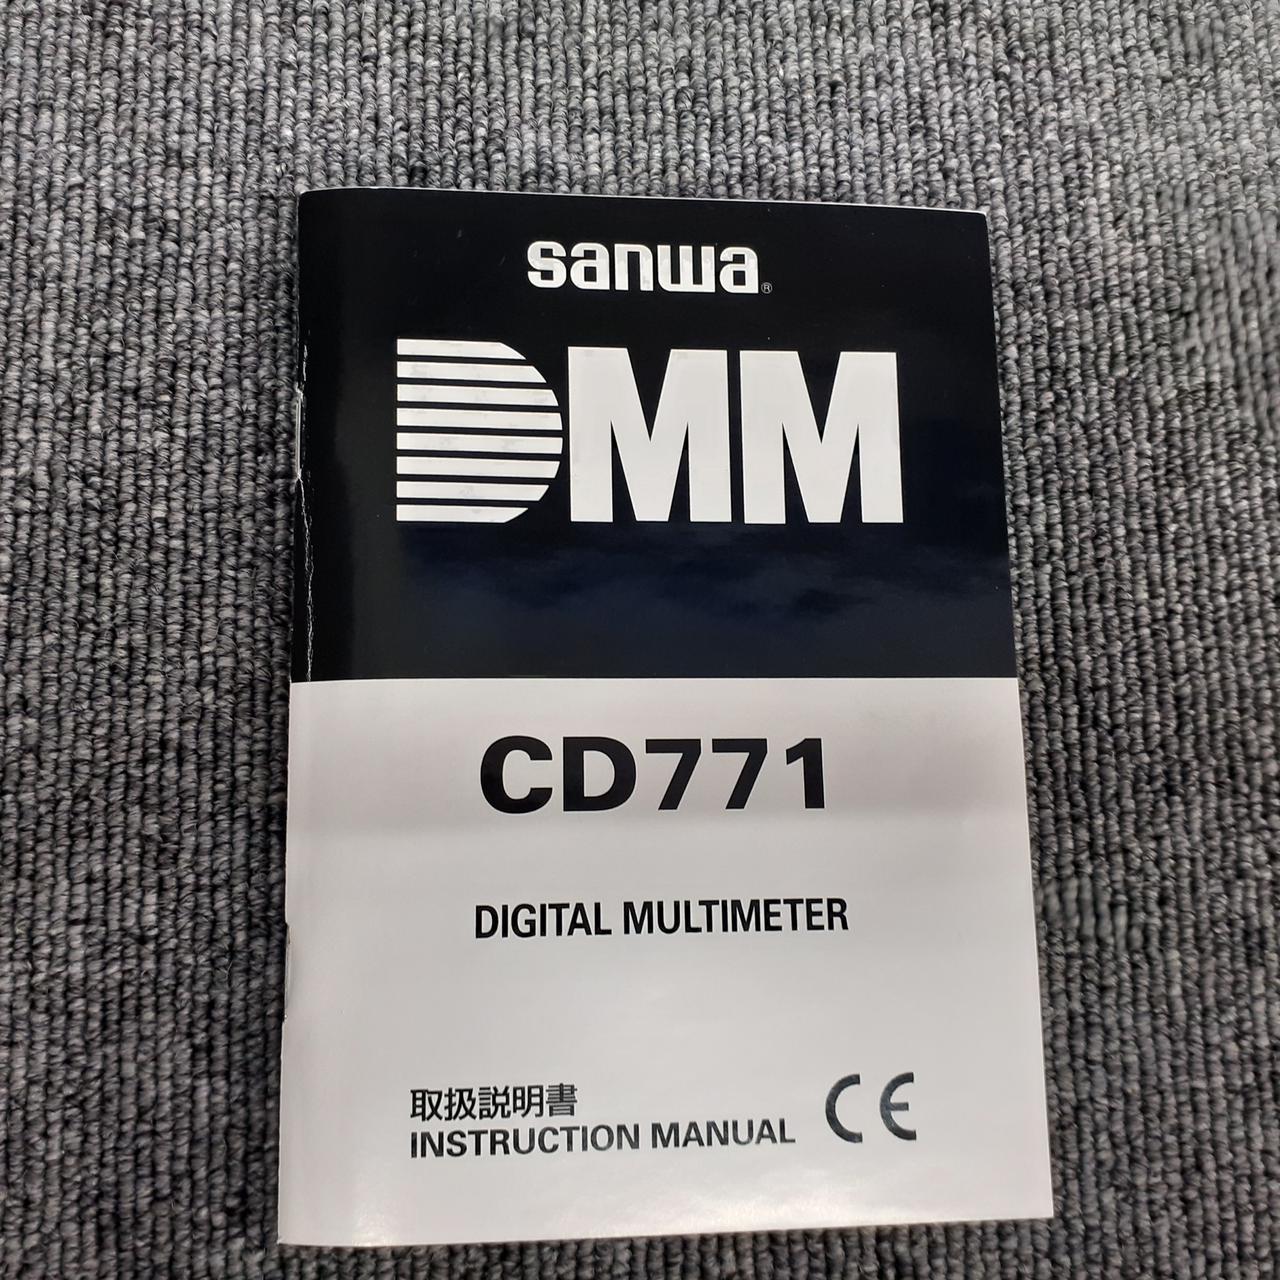 sanwa®
DMM
CD771
DIGITAL MULTIMETER
取扱説明書
INSTRUCTION MANUAL CE